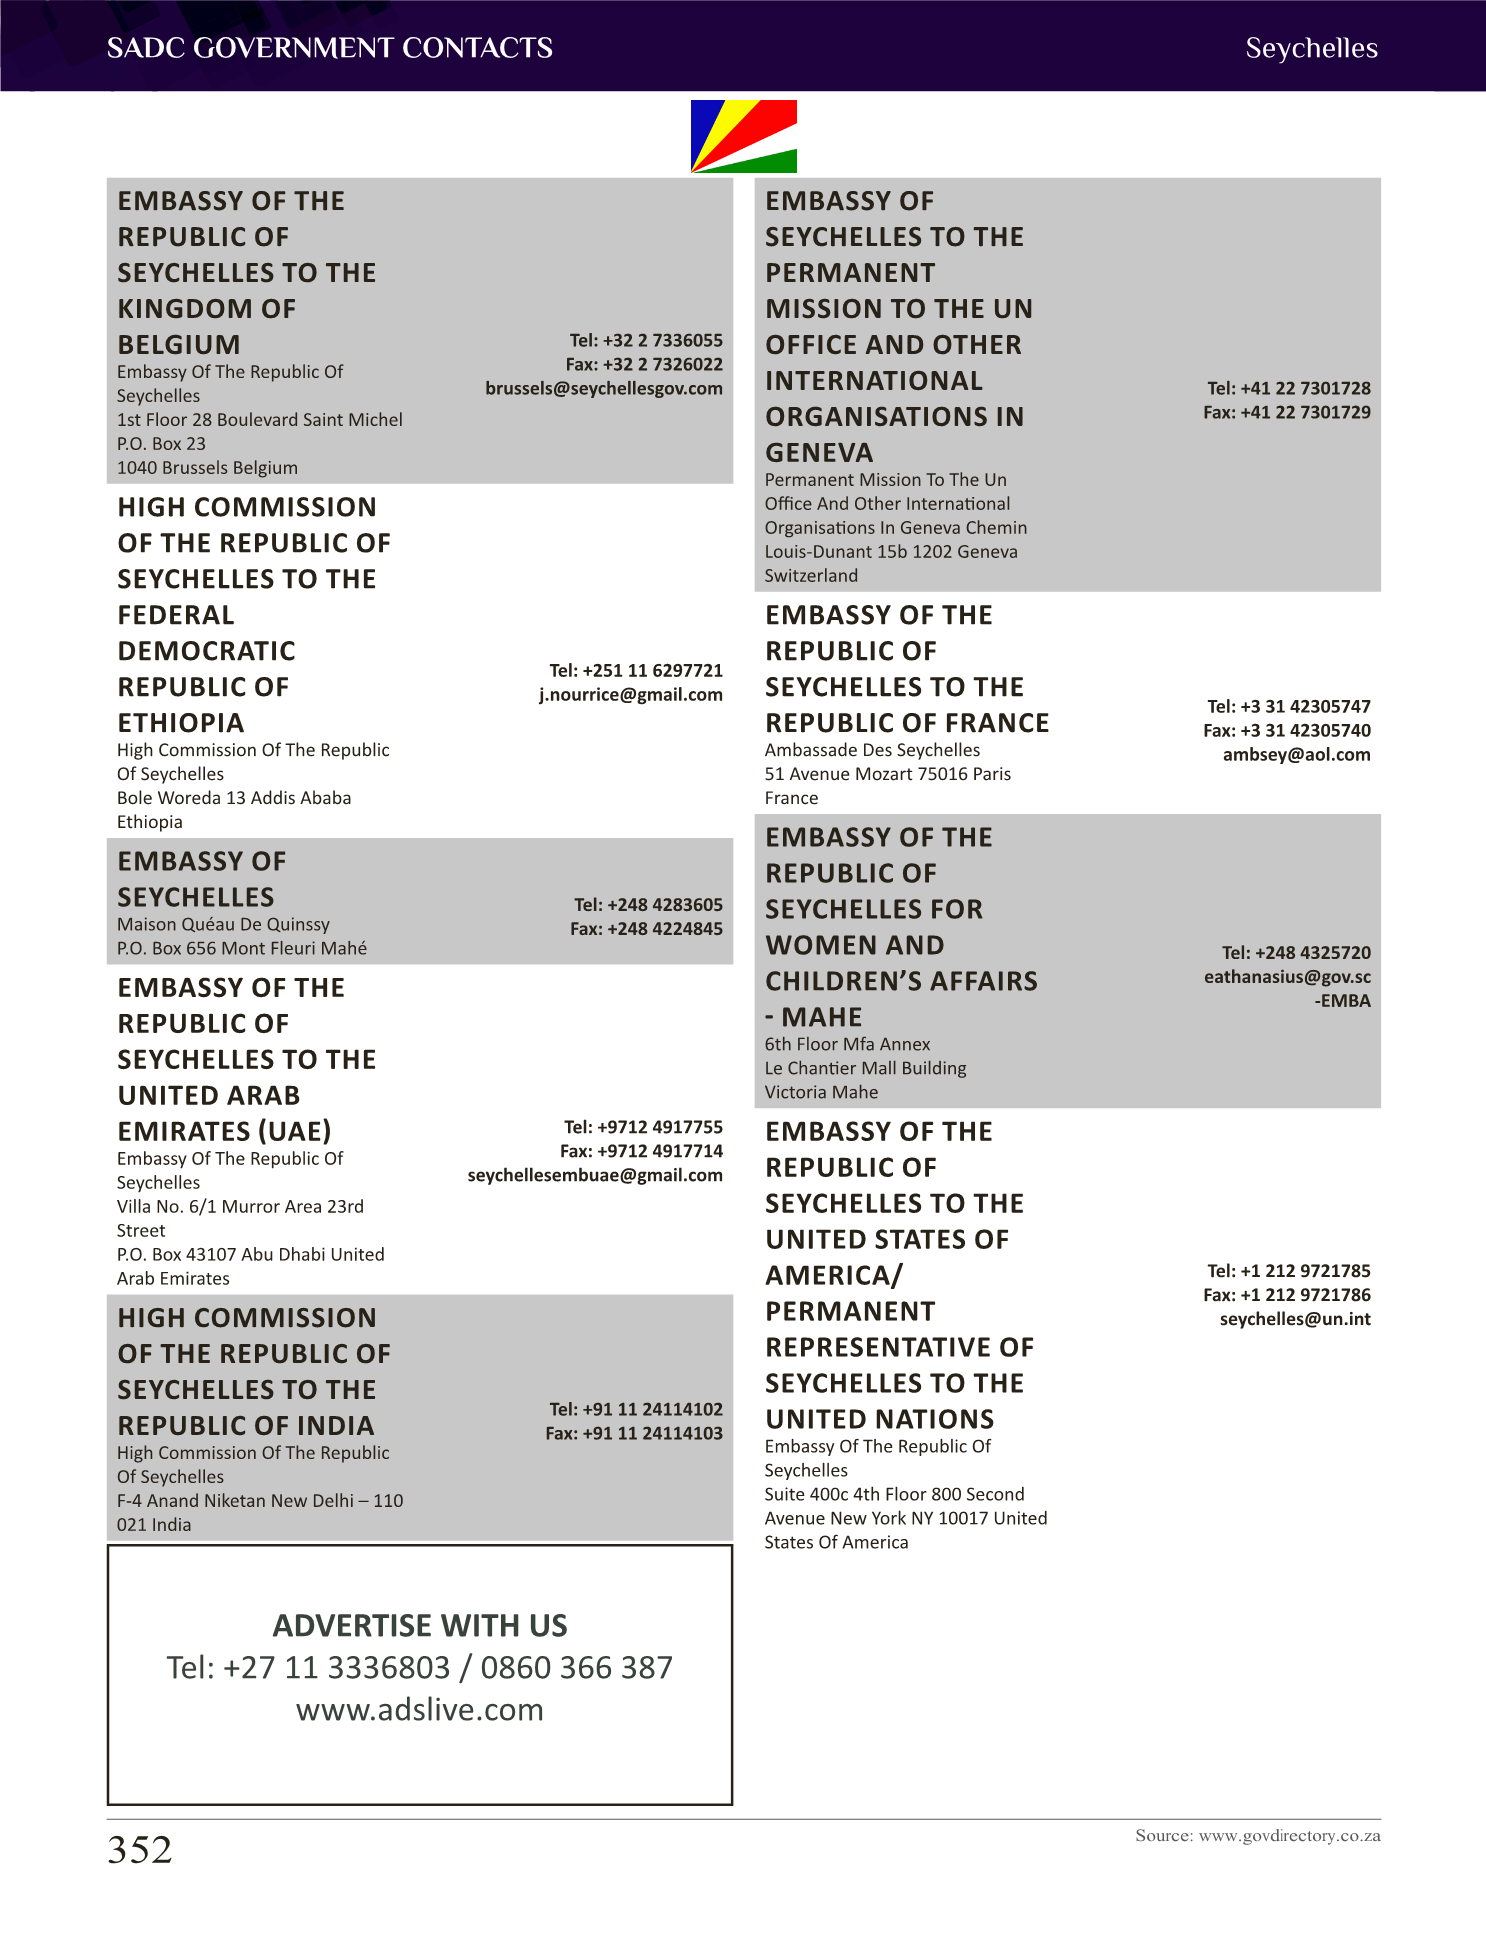 SADC GOVERNMENT CONTACTS
Seychelles
EMBASSY OF THE
REPUBLIC OF
SEYCHELLES TO THE
KINGDOM OF
BELGIUM
Embassy Of The Republic Of
Seychelles
1st Floor 28 Boulevard Saint Michel
P.O. Box 23
1040 Brussels Belgium
Tel: +32 2 7336055
Fax: +32 2 7326022
brussels@seychellesgov.com
HIGH COMMISSION
OF THE REPUBLIC OF
SEYCHELLES TO THE
FEDERAL
DEMOCRATIC
REPUBLIC OF
ETHIOPIA
High Commission Of The Republic
Of Seychelles
Bole Woreda 13 Addis Ababa
Ethiopia
Tel: +251 11 6297721
j.nourrice@gmail.com
EMBASSY OF
SEYCHELLES
Maison Quéau De Quinssy
P.O. Box 656 Mont Fleuri Mahé
Tel: +248 4283605
Fax: +248 4224845
EMBASSY OF THE
REPUBLIC OF
SEYCHELLES TO THE
UNITED ARAB
EMIRATES (UAE)
Embassy Of The Republic Of
Seychelles
Villa No. 6/1 Murror Area 23rd
Street
P.O. Box 43107 Abu Dhabi United
Arab Emirates
Tel: +9712 4917755
Fax: +9712 4917714
seychellesembuae@gmail.com
HIGH COMMISSION
OF THE REPUBLIC OF
SEYCHELLES TO THE
REPUBLIC OF INDIA
High Commission Of The Republic
Of Seychelles
F-4 Anand Niketan New Delhi – 110
021 India
Tel: +91 11 24114102
Fax: +91 11 24114103
ADVERTISE WITH US
Tel: +27 11 3336803 / 0860 366 387
www.adslive.com
EMBASSY OF
SEYCHELLES TO THE
PERMANENT
MISSION TO THE UN
OFFICE AND OTHER
INTERNATIONAL
ORGANISATIONS IN
GENEVA
Permanent Mission To The Un
Office And Other International
Organisations In Geneva Chemin
Louis-Dunant 15b 1202 Geneva
Switzerland
Tel: +41 22 7301728
Fax: +41 22 7301729
EMBASSY OF THE
REPUBLIC OF
SEYCHELLES TO THE
REPUBLIC OF FRANCE
Ambassade Des Seychelles
51 Avenue Mozart 75016 Paris
France
Tel: +3 31 42305747
Fax: +3 31 42305740
ambsey@aol.com
EMBASSY OF THE
REPUBLIC OF
SEYCHELLES FOR
WOMEN AND
CHILDREN’S AFFAIRS
- MAHE
6th Floor Mfa Annex
Le Chantier Mall Building
Victoria Mahe
Tel: +248 4325720
eathanasius@gov.sc
-EMBA
EMBASSY OF THE
REPUBLIC OF
SEYCHELLES TO THE
UNITED STATES OF
AMERICA/
PERMANENT
REPRESENTATIVE OF
SEYCHELLES TO THE
UNITED NATIONS
Embassy Of The Republic Of
Seychelles
Suite 400c 4th Floor 800 Second
Avenue New York NY 10017 United
States Of America
Tel: +1 212 9721785
Fax: +1 212 9721786
seychelles@un.int
352
Source: www.govdirectory.co.za